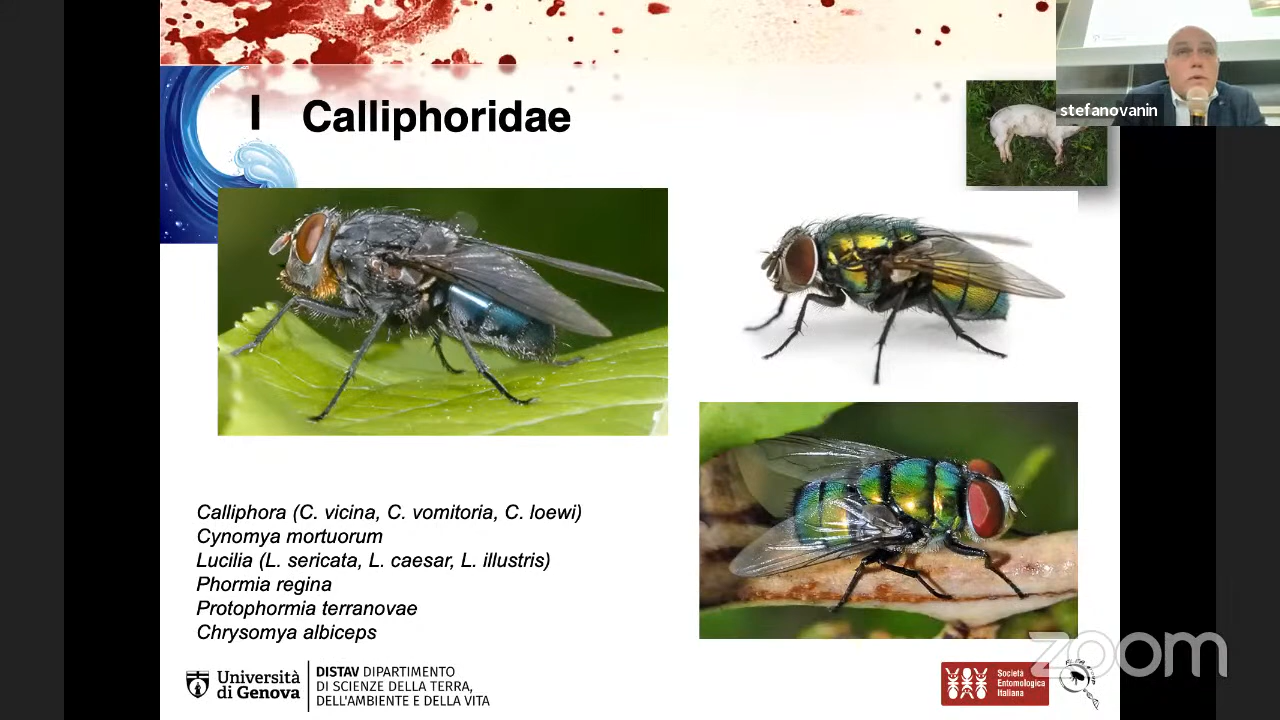 stefanovanin
I Calliphoridae
Calliphora (C. vicina, C. vomitoria, C. loewi)
Cynomya mortuorum
Lucilia (L. sericata, L. caesar, L. illustris)
Phormia regina
Protophormia terranovae
Chrysomya albiceps
Università
di Genova
DISTAV DIPARTIMENTO
DI SCIENZE DELLA TERRA,
DELL'AMBIENTE E DELLA VITA
Società
Entomologica
Italiana
zoom